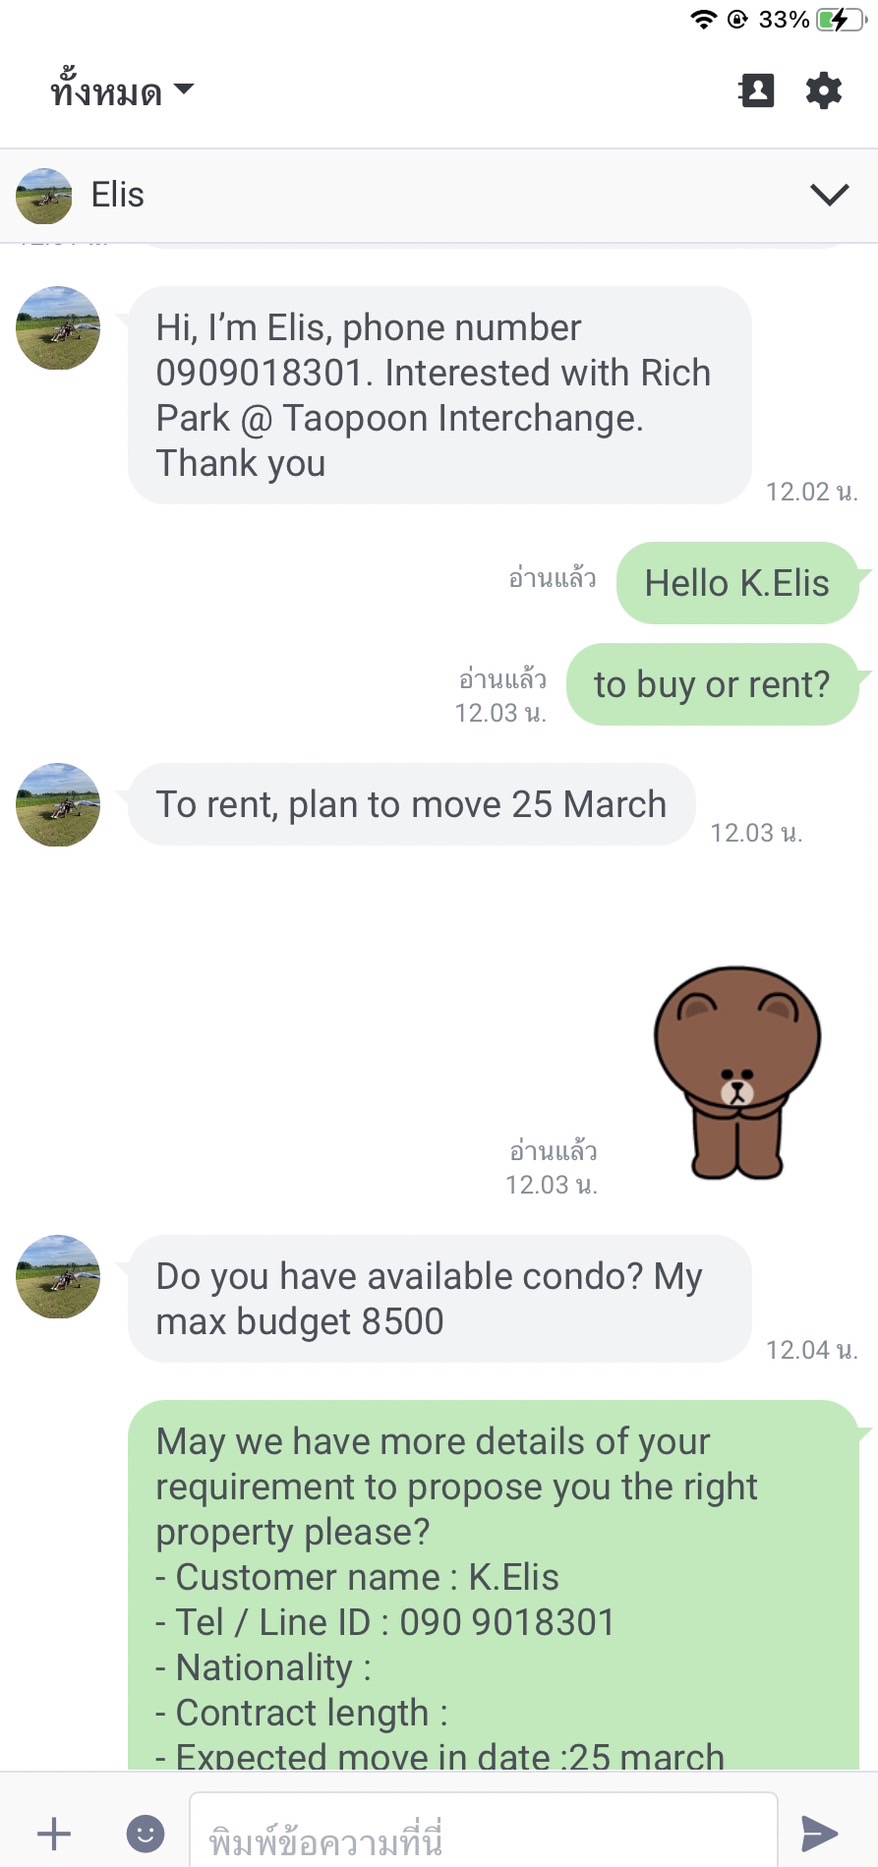 33%
ทั้งหมด
Elis
Hi, I’m Elis, phone number
0909018301. Interested with Rich
Park @ Taopoon Interchange.
Thank you
12.02 น.
อ่านแล้ว
Hello K.Elis
อ่านแล้ว
12.03 น.
to buy or rent?
To rent, plan to move 25 March
12.03 น.
อ่านแล้ว
12.03 น.
Do you have available condo? My
max budget 8500
12.04 น.
May we have more details of your
requirement to propose you the right
property please?
- Customer name : K.Elis
- Tel / Line ID : 090 9018301
- Nationality :
- Contract length :
- Expected move in date :25 march
พิมพ์ข้อความที่นี่